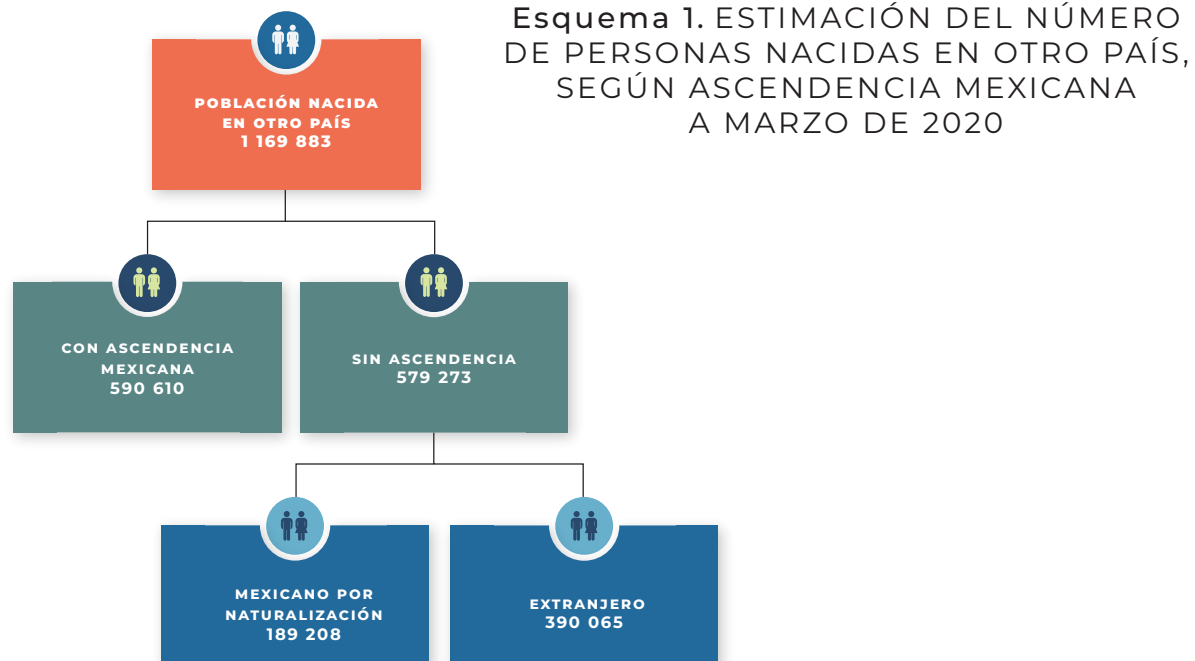 Esquema 1. ESTIMACIÓN DEL NÚMERO
DE PERSONAS NACIDAS EN OTRO PAÍS,
SEGÚN ASCENDENCIA MEXICANA
A MARZO DE 2020
POBLACIÓN NACIDA
EN OTRO PAÍS
1 169 883
CON ASCENDENCIA
MEXICANA
590 610
SIN ASCENDENCIA
579 273
MEXICANO POR
NATURALIZACIÓN
189 208
EXTRANJERO
390 065